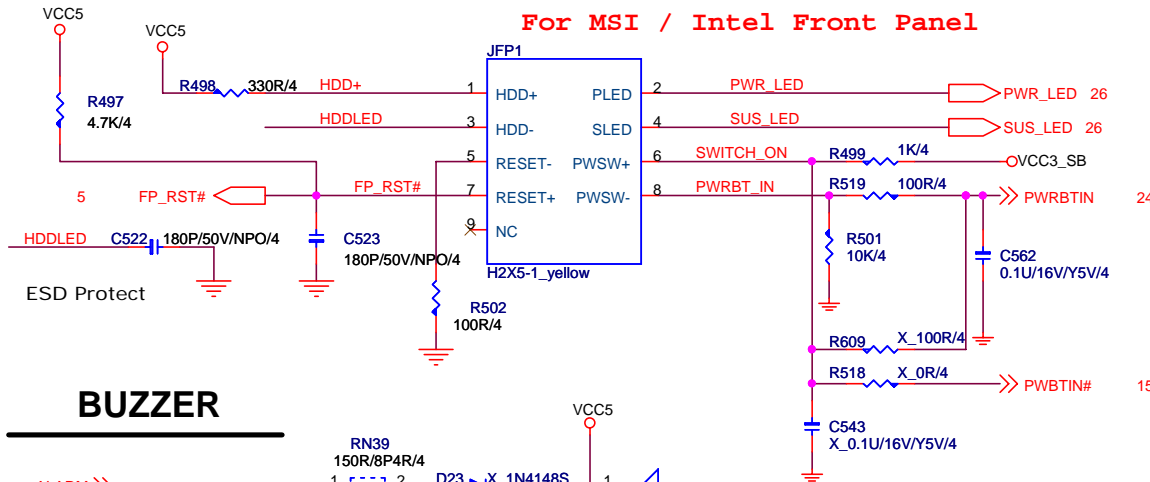 For MSI / Intel Front Panel
VCC5
VCC5
JFP1
R498 330R/4 HDD+ 1 HDD+ PLED 2 PWR_LED PWR_LED 26
R497
4.7K/4
HDDLED 3 HDD- SLED 4 SUS_LED SUS_LED 26
5 RESET- PWSW+ 6 SWITCH_ON R499 1K/4 VCC3_SB
5 FP_RST# FP_RST# 7 RESET+ PWSW- 8 PWRBT_IN R519 100R/4 PWRBTIN 24
9 NC
HDDLED C522 180P/50V/NPO/4
C523
180P/50V/NPO/4
H2X5-1_yellow
R501
10K/4
C562
0.1U/16V/Y5V/4
ESD Protect
R502
100R/4
R609 X_100R/4
R518 X_0R/4 PWBTIN# 15
C543
X_0.1U/16V/Y5V/4
BUZZER
VCC5
RN39
150R/8P4R/4
1 2 D23 X_1N4148S 1